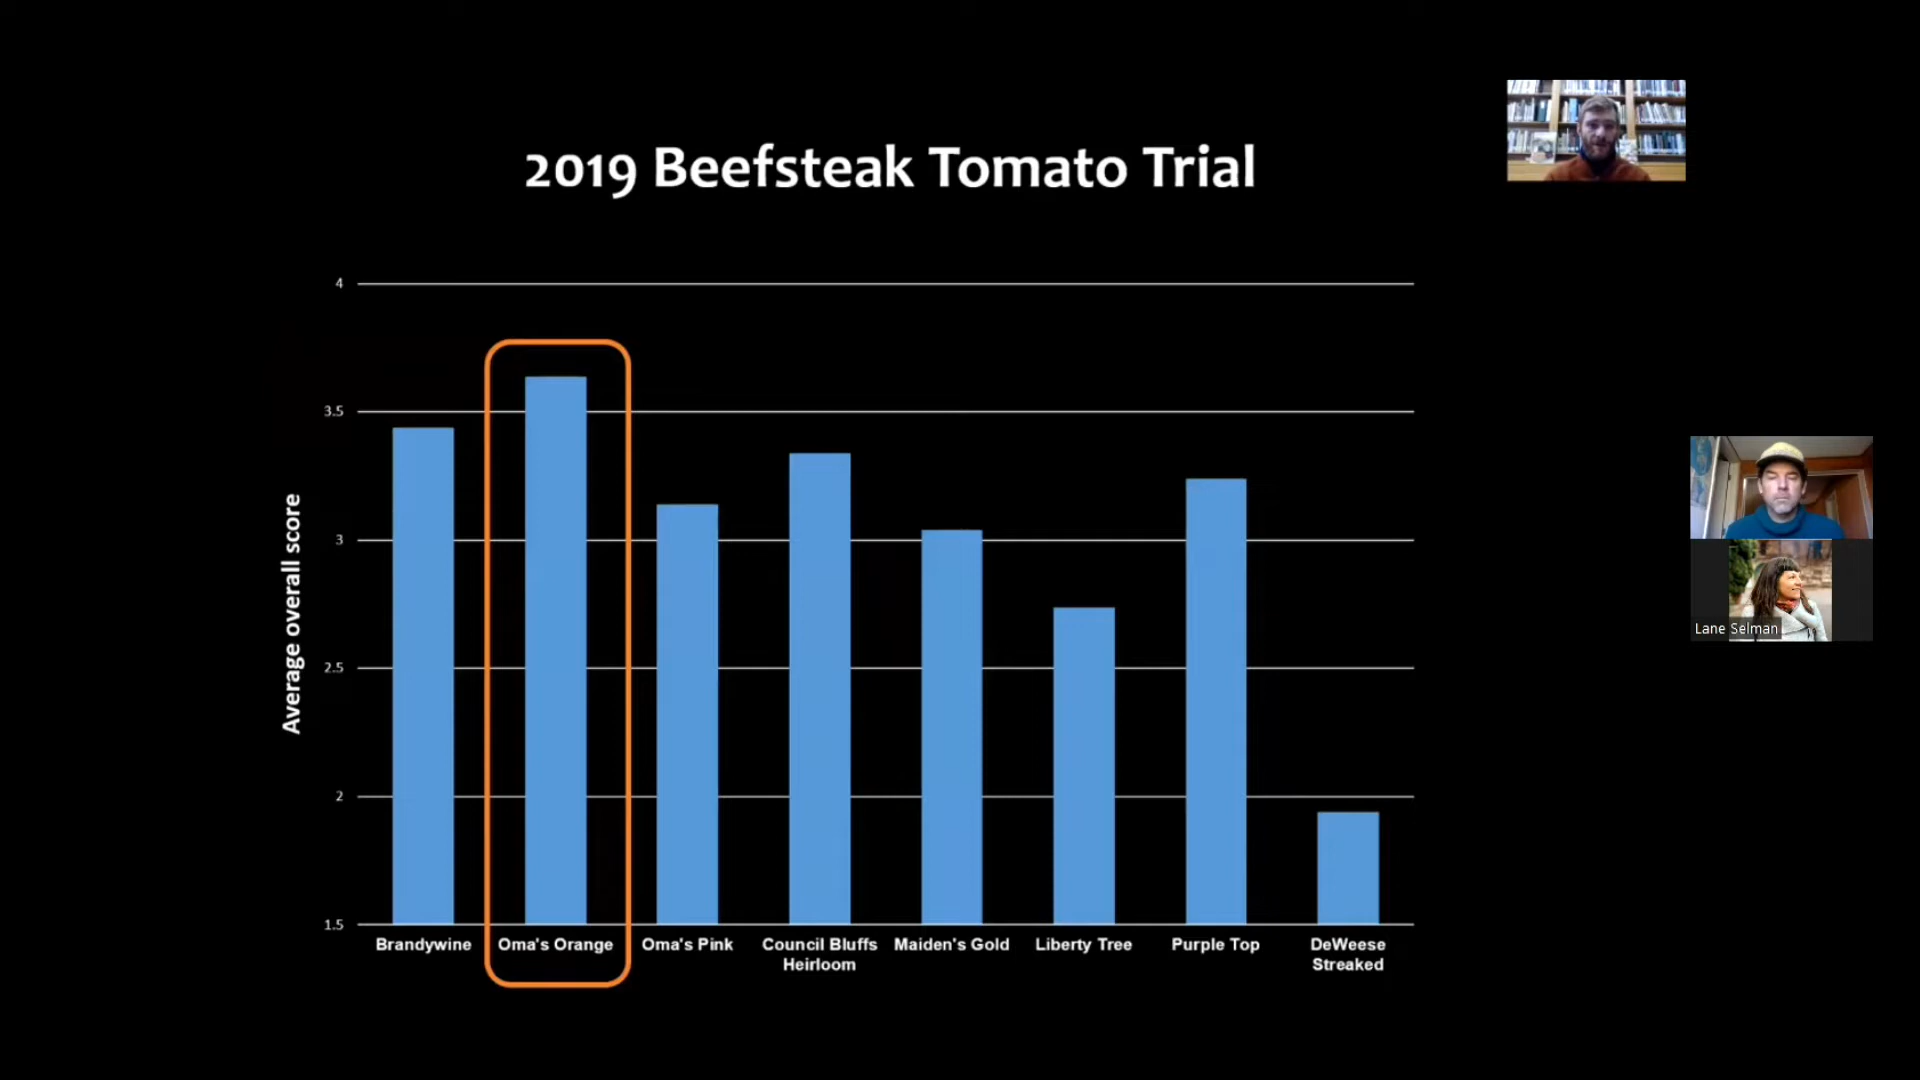 2019 Beefsteak Tomato Trial
Average overall score
4
3.5
3
2.5
2
1.5
Brandywine
Oma's Orange
Oma's Pink
Council Bluffs
Heirloom
Maiden's Gold
Liberty Tree
Purple Top
DeWeese
Streaked
Lane Selman